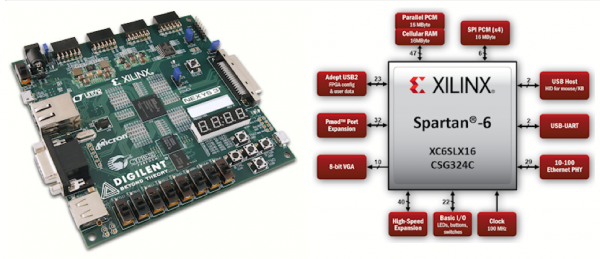 XILINX
NEXYS3
Micron
DIGILENT
BEYOND THEORY
Parallel PCM
16 MByte
Cellular RAM
16MByte
SPI PCM (x4)
16 MByte
47
6
Adept USB2
FPGA config
& user data
23
Pmod™ Port
Expansion
32
8-bit VGA
10
XILINX®
Spartan®-6
XC6SLX16
CSG324C
2
USB Host
HID for mouse/KB
2
USB-UART
29
10-100
Ethernet PHY
40
High-Speed
Expansion
22
Basic I/O
LEDs, buttons,
switches
Clock
100 MHz